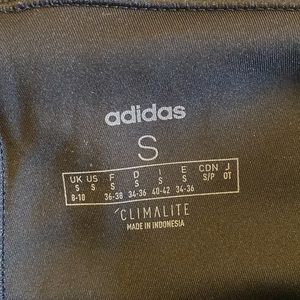 adidas
S
UK US F D I E CDN J
S S S S S S S/P OT
8-10 36-38 34-36 40-42 34-36
CLIMALITE
MADE IN INDONESIA